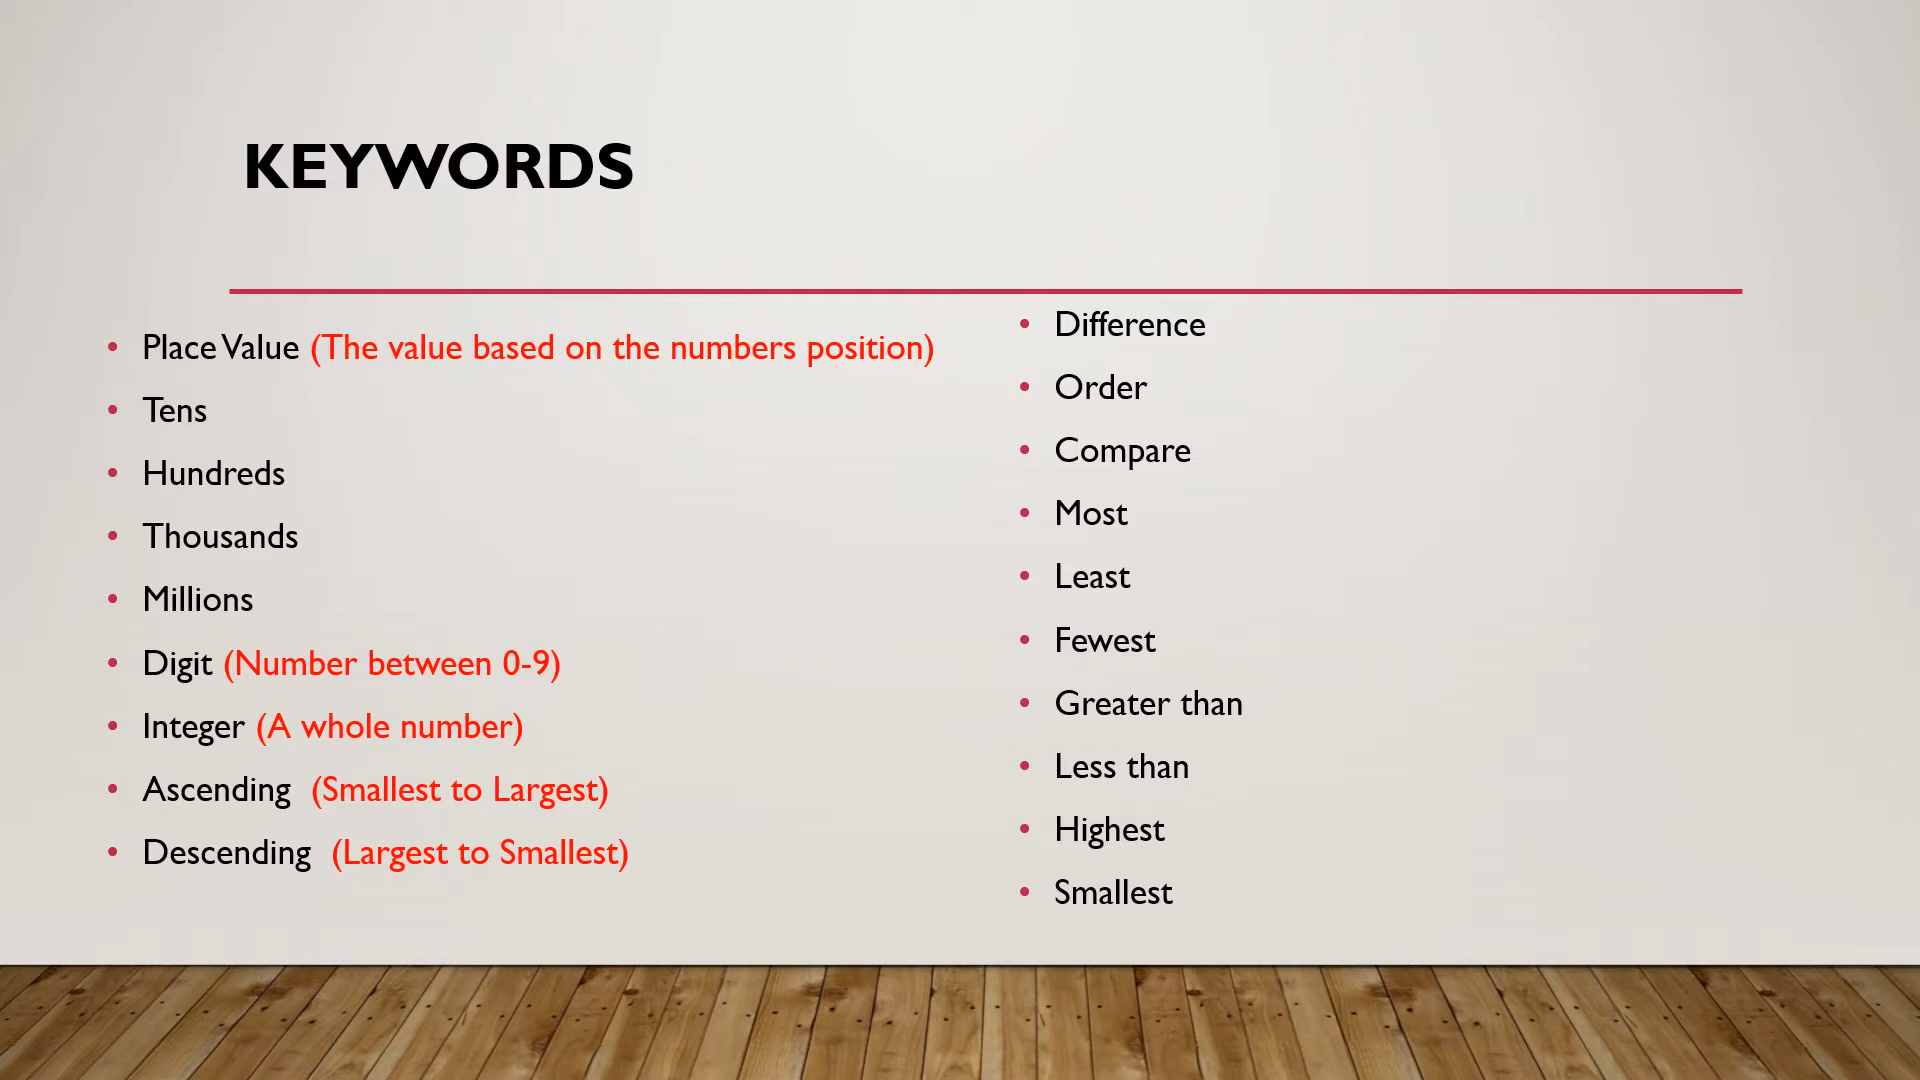 KEYWORDS
• Place Value (The value based on the numbers position)
• Tens
• Hundreds
• Thousands
• Millions
• Digit (Number between 0-9)
• Integer (A whole number)
• Ascending (Smallest to Largest)
• Descending (Largest to Smallest)
• Difference
• Order
• Compare
• Most
• Least
• Fewest
• Greater than
• Less than
• Highest
• Smallest